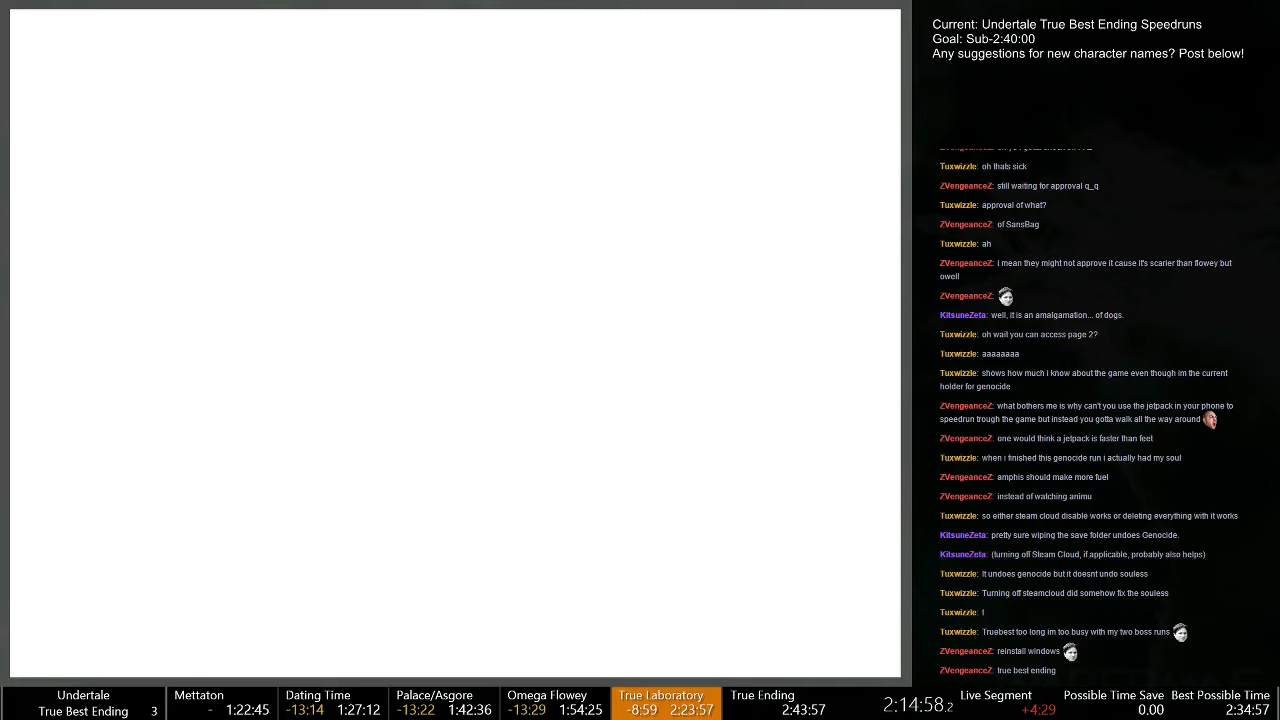 Current: Undertale True Best Ending Speedruns
Goal: Sub-2:40:00
Any suggestions for new character names? Post below!
Tuxwizzle: oh thats sick
ZVengeanceZ: still waiting for approval q_q
Tuxwizzle: approval of what?
ZVengeanceZ: of SansBag
Tuxwizzle: ah
ZVengeanceZ: i mean they might not approve it cause it's scarier than flowey but
owell
ZVengeanceZ:
KitsuneZeta: well, it is an amalgamation... of dogs.
Tuxwizzle: oh wait you can access page 2?
Tuxwizzle: aaaaaaaa
Tuxwizzle: shows how much i know about the game even though im the current
holder for genocide
ZVengeanceZ: what bothers me is why can't you use the jetpack in your phone to
speedrun trough the game but instead you gotta walk all the way around
ZVengeanceZ: one would think a jetpack is faster than feet
Tuxwizzle: when i finished this genocide run i actually had my soul
ZVengeanceZ: amphis should make more fuel
ZVengeanceZ: instead of watching animu
Tuxwizzle: so either steam cloud disable works or deleting everything with it works
KitsuneZeta: pretty sure wiping the save folder undoes Genocide.
KitsuneZeta: (turning off Steam Cloud, if applicable, probably also helps)
Tuxwizzle: It undoes genocide but it doesnt undo souless
Tuxwizzle: Turning off steamcloud did somehow fix the souless
Tuxwizzle: !
Tuxwizzle: Truebest too long im too busy with my two boss runs
ZVengeanceZ: reinstall windows
ZVengeanceZ: true best ending
Undertale Mettaton Dating Time Palace/Asgore Omega Flowey True Laboratory True Ending 2:14:58.2 Live Segment Possible Time Save Best Possible Time
True Best Ending 3 - 1:22:45 -13:14 1:27:12 -13:22 1:42:36 -13:29 1:54:25 -8:59 2:23:57 2:43:57 +4:29 0.00 2:34:57